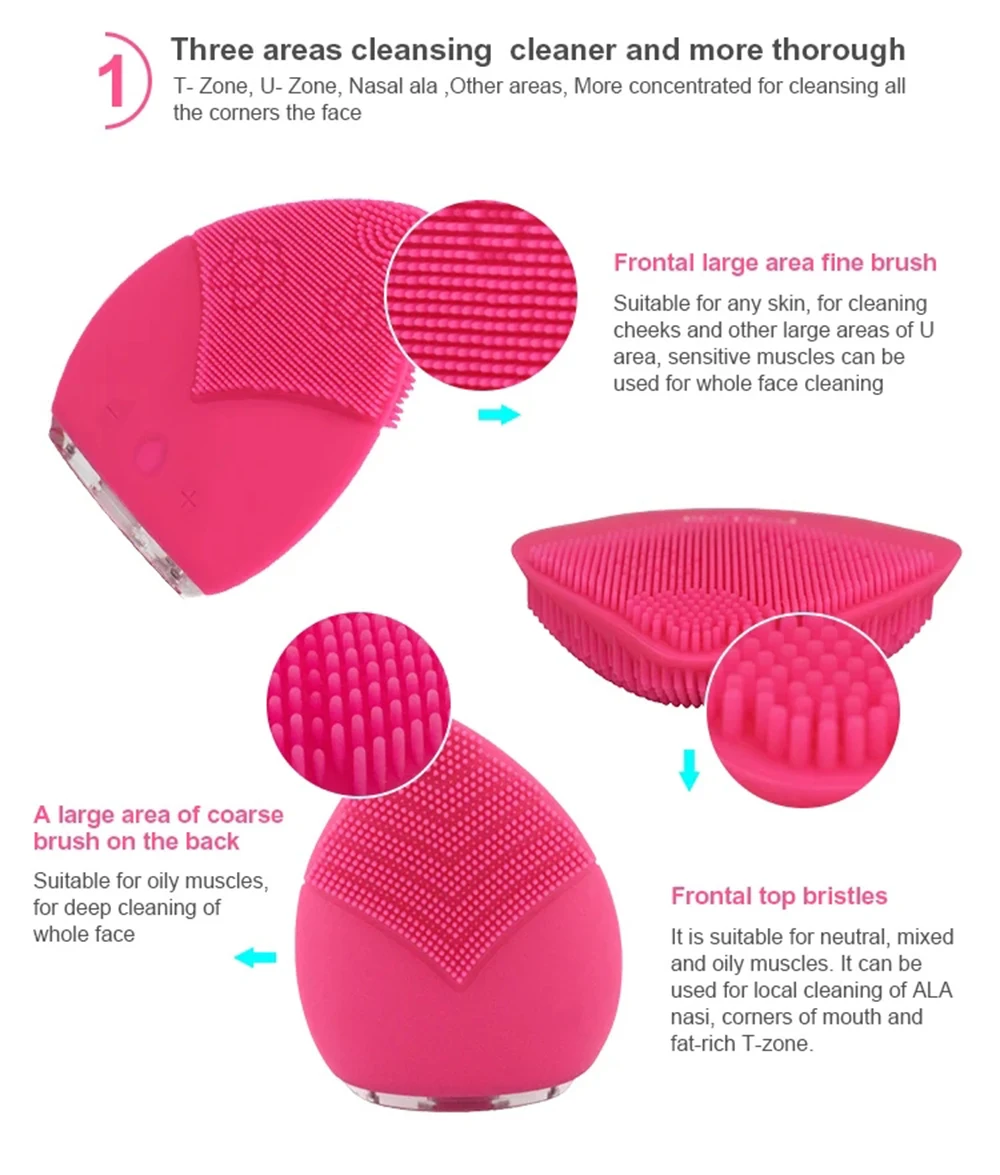 1
Three areas cleansing cleaner and more thorough
T- Zone, U- Zone, Nasal ala ,Other areas, More concentrated for cleansing all
the corners the face
Frontal large area fine brush
Suitable for any skin, for cleaning
cheeks and other large areas of U
area, sensitive muscles can be
used for whole face cleaning
A large area of coarse
brush on the back
Suitable for oily muscles,
for deep cleaning of
whole face
Frontal top bristles
It is suitable for neutral, mixed
and oily muscles. It can be
used for local cleaning of ALA
nasi, corners of mouth and
fat-rich T-zone.